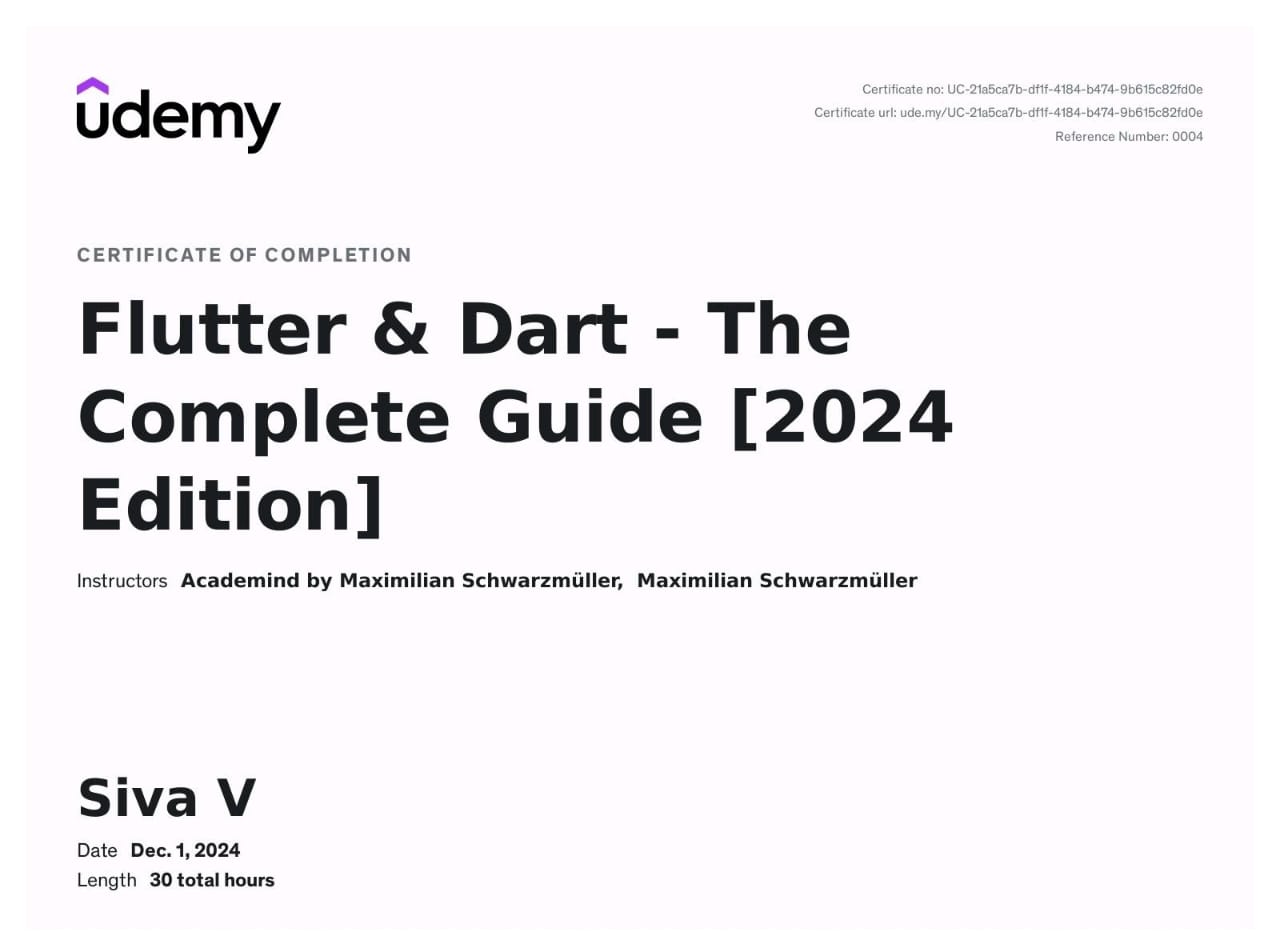 udemy
Certificate no: UC-21a5ca7b-df1f-4184-b474-9b615c82fd0e
Certificate url: ude.my/UC-21a5ca7b-df1f-4184-b474-9b615c82fd0e
Reference Number: 0004
CERTIFICATE OF COMPLETION
Flutter & Dart - The
Complete Guide [2024
Edition]
Instructors Academind by Maximilian Schwarzmüller, Maximilian Schwarzmüller
Siva V
Date Dec. 1, 2024
Length 30 total hours